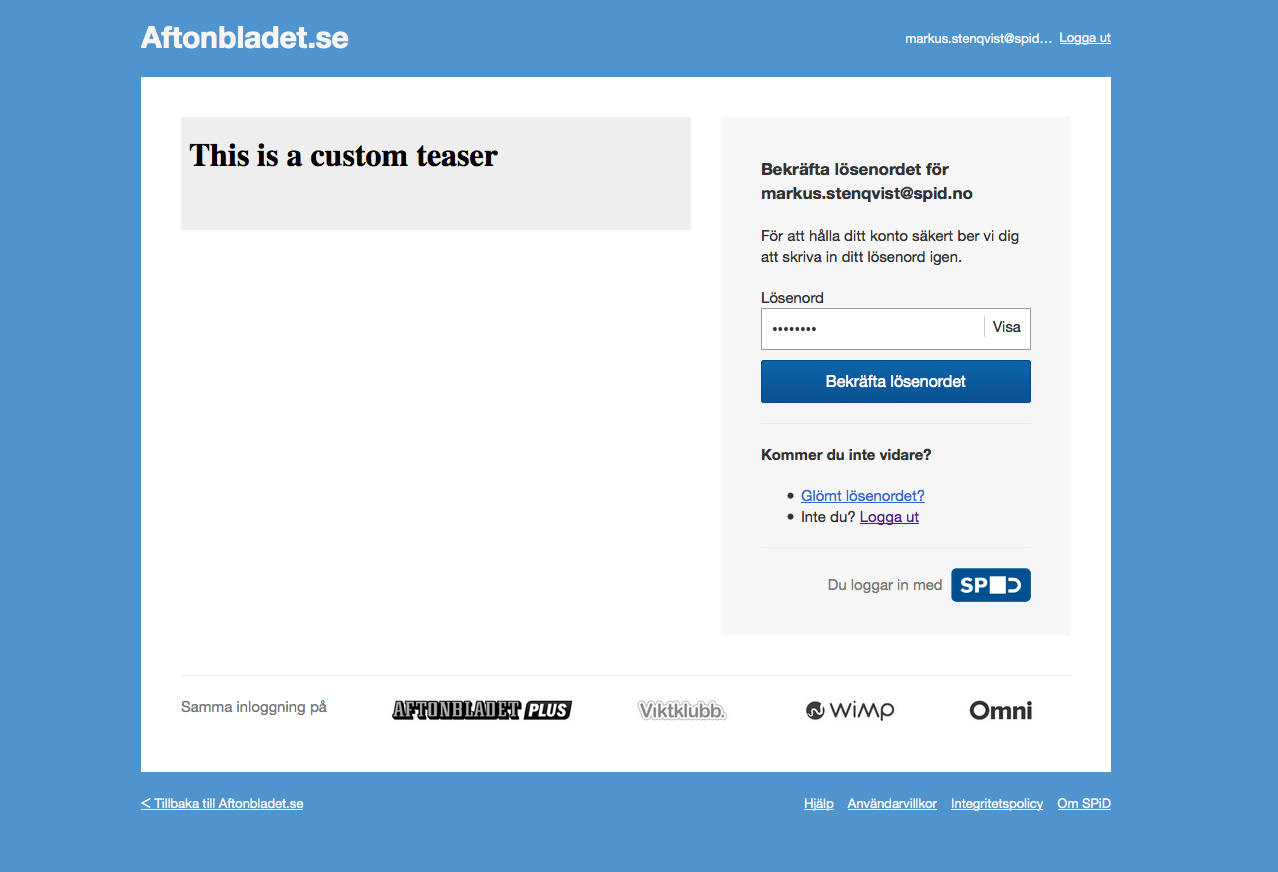 Aftonbladet.se
markus.stenqvist@spid... Logga ut
This is a custom teaser
Bekräfta lösenordet för
markus.stenqvist@spid.no
För att hålla ditt konto säkert ber vi dig
att skriva in ditt lösenord igen.
Lösenord
•••••••• Visa
Bekräfta lösenordet
Kommer du inte vidare?
• Glömt lösenordet?
• Inte du? Logga ut
Du loggar in med SPiD
Samma inloggning på AFTONBLADET PLUS Viktklubb. WiMP Omni
< Tillbaka till Aftonbladet.se
Hjälp Användarvillkor Integritetspolicy Om SPiD